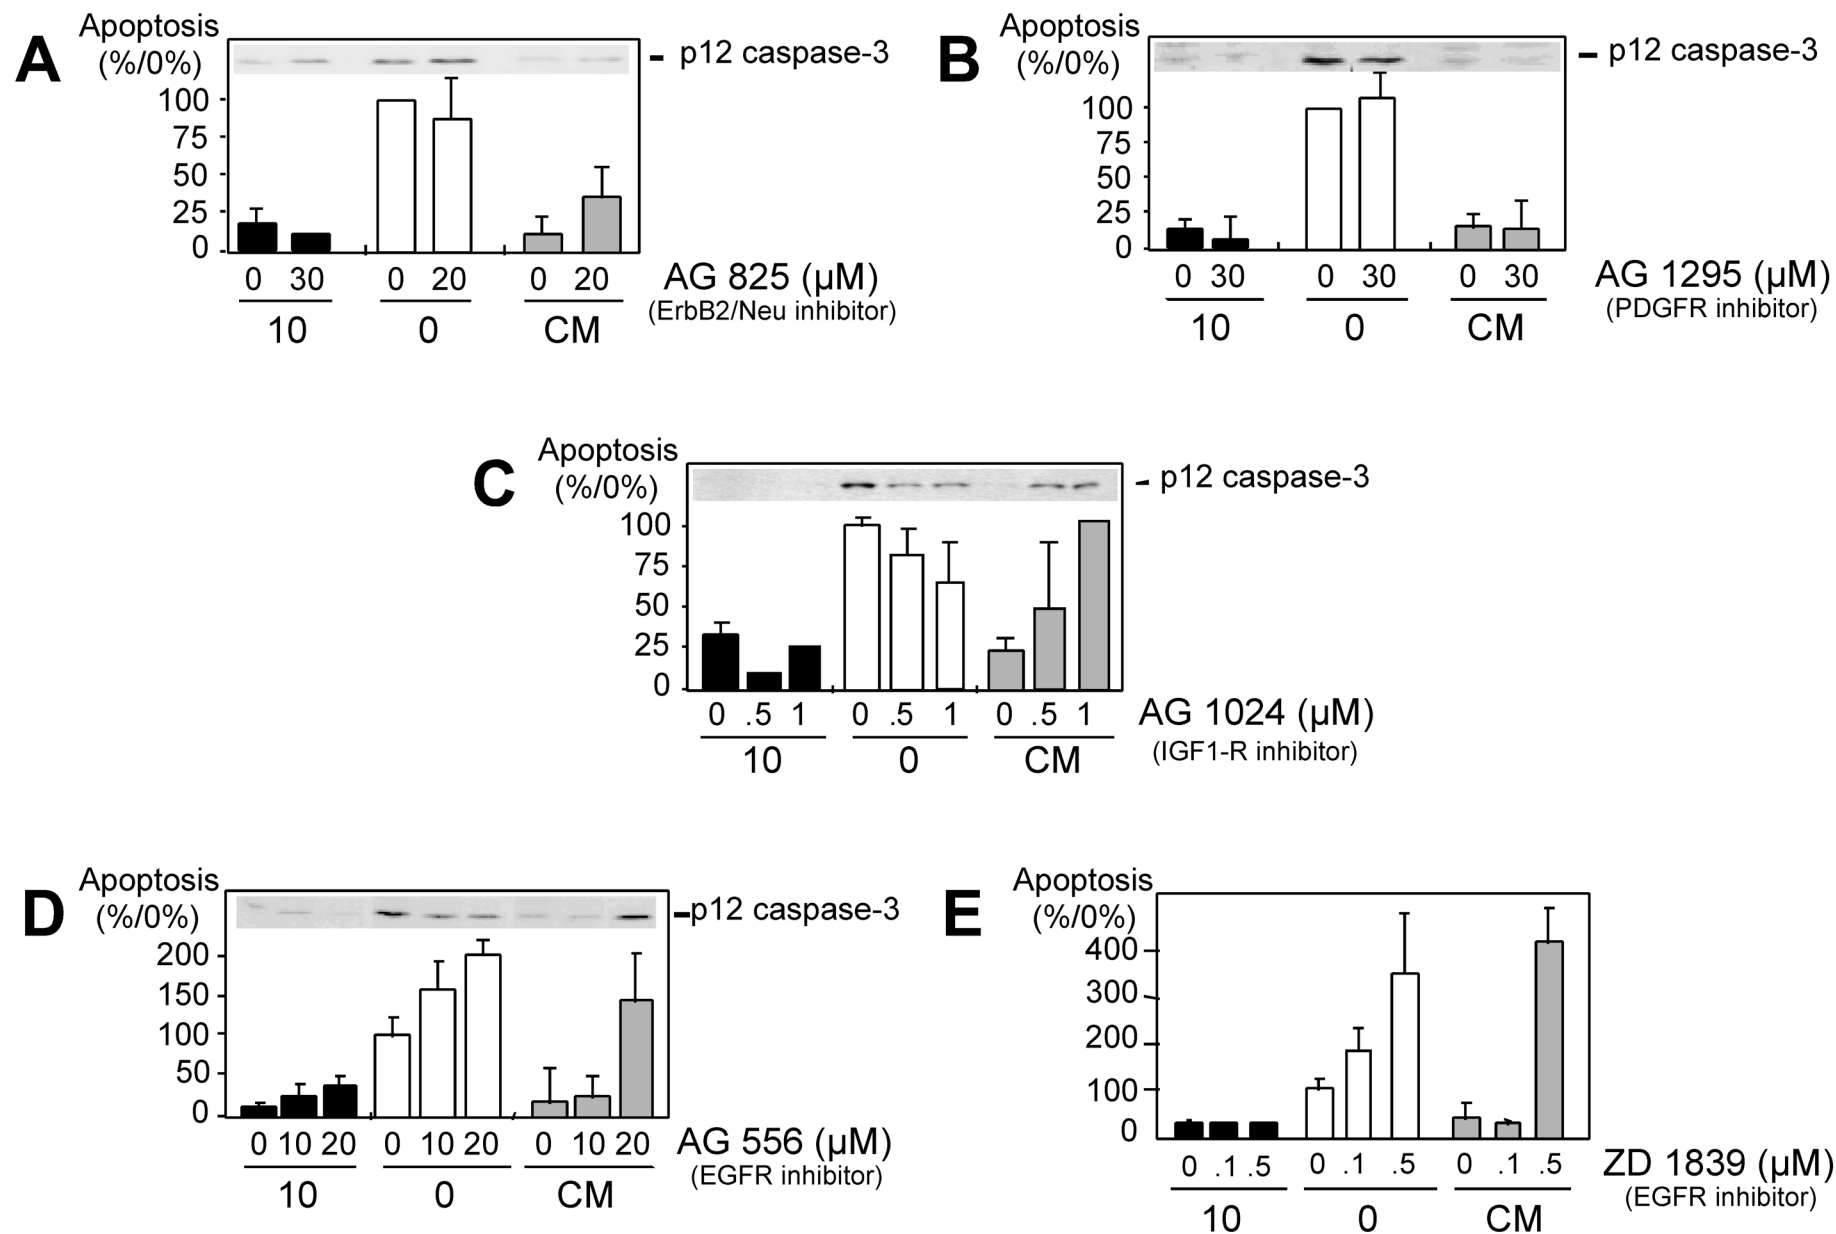 A
Apoptosis
(%/0%)
p12 caspase-3
100
75
50
25
0
0 30 0 20 0 20
AG 825 (µM)
(ErbB2/Neu inhibitor)
10 0 CM
B
Apoptosis
(%/0%)
p12 caspase-3
100
75
50
25
0
0 30 0 30 0 30
AG 1295 (µM)
(PDGFR inhibitor)
10 0 CM
C
Apoptosis
(%/0%)
p12 caspase-3
100
75
50
25
0
0 .5 1 0 .5 1 0 .5 1
AG 1024 (µM)
(IGF1-R inhibitor)
10 0 CM
D
Apoptosis
(%/0%)
p12 caspase-3
200
150
100
50
0
0 10 20 0 10 20 0 10 20
AG 556 (µM)
(EGFR inhibitor)
10 0 CM
E
Apoptosis
(%/0%)
400
300
200
100
0
0 .1 .5 0 .1 .5 0 .1 .5
ZD 1839 (µM)
(EGFR inhibitor)
10 0 CM